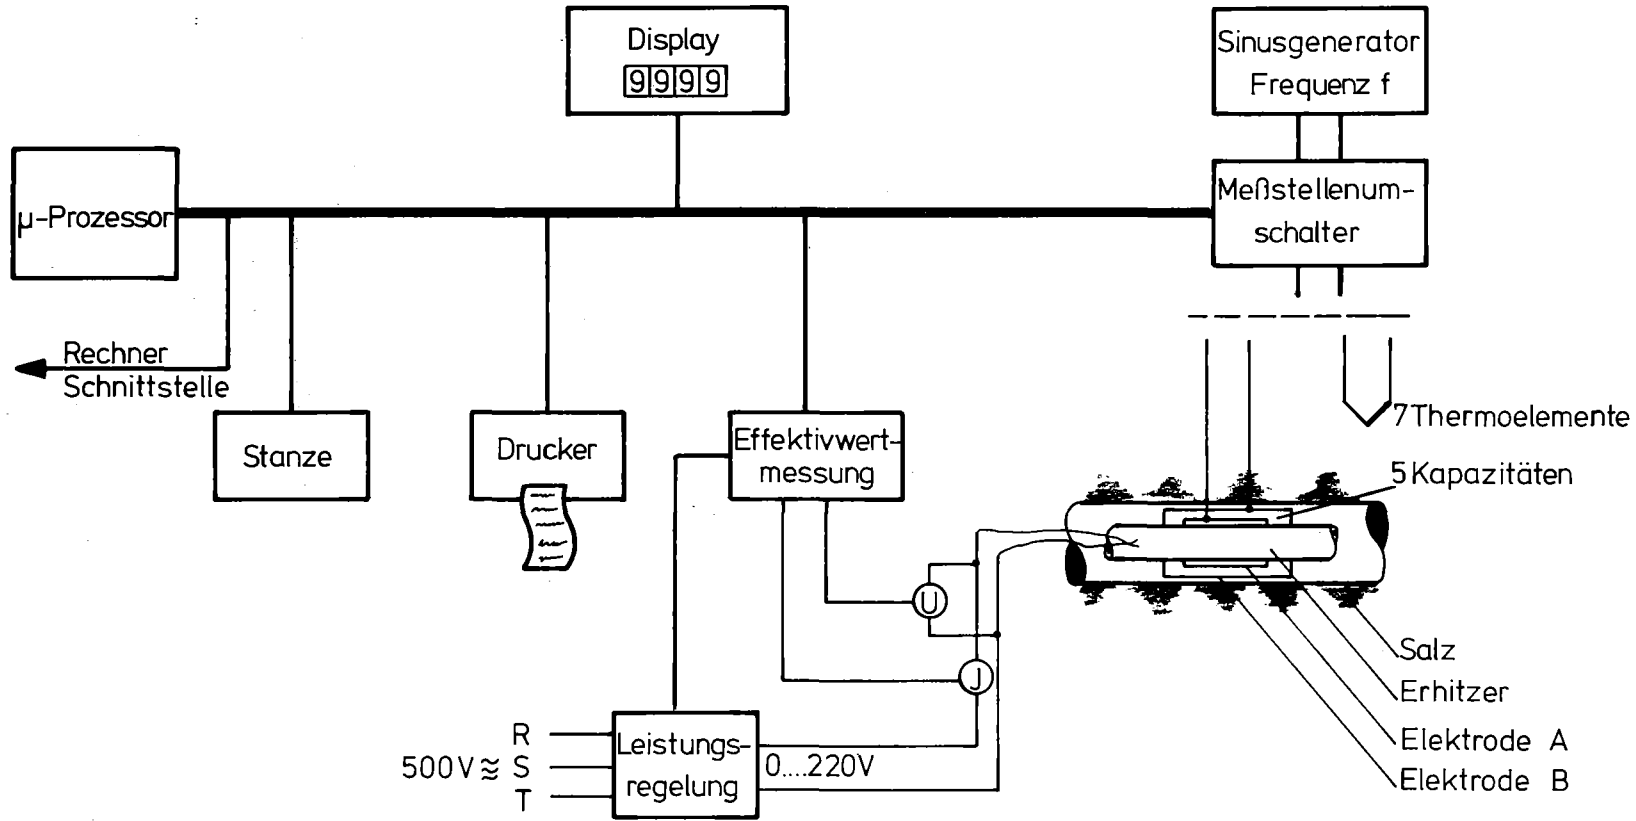 Display
9999
Sinusgenerator
Frequenz f
Meßstellenum-
schalter
µ-Prozessor
Rechner
Schnittstelle
Stanze
Drucker
Effektivwert-
messung
7 Thermoelemente
5 Kapazitäten
U
J
Salz
Erhitzer
Elektrode A
Elektrode B
R
500V ≈ S
T
Leistungs-
regelung
0....220V